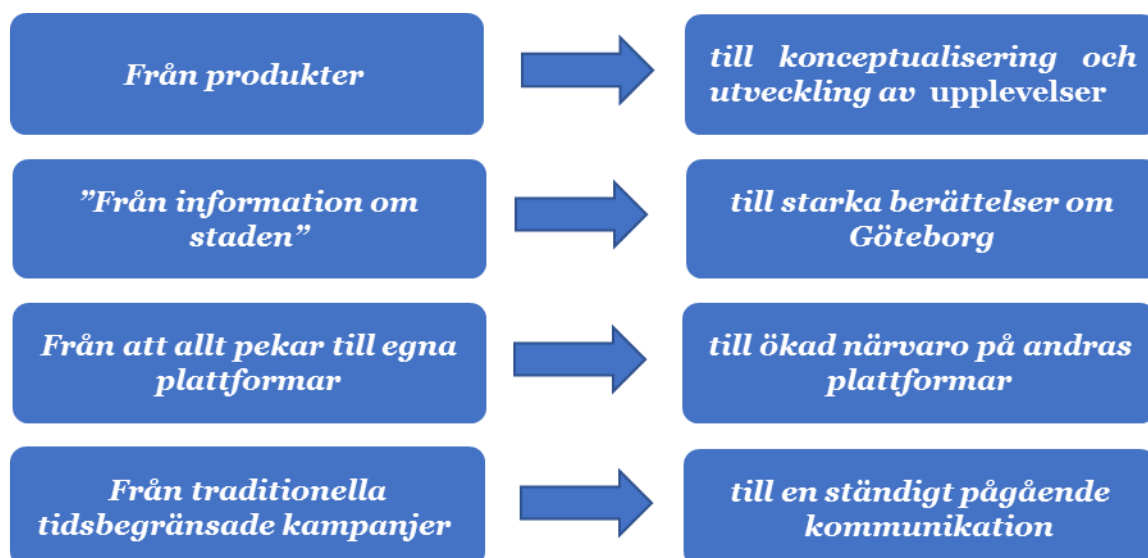 Från produkter
till konceptualisering och
utveckling av upplevelser
”Från information om
staden”
till starka berättelser om
Göteborg
Från att allt pekar till egna
plattformar
till ökad närvaro på andras
plattformar
Från traditionella
tidsbegränsade kampanjer
till en ständigt pågående
kommunikation